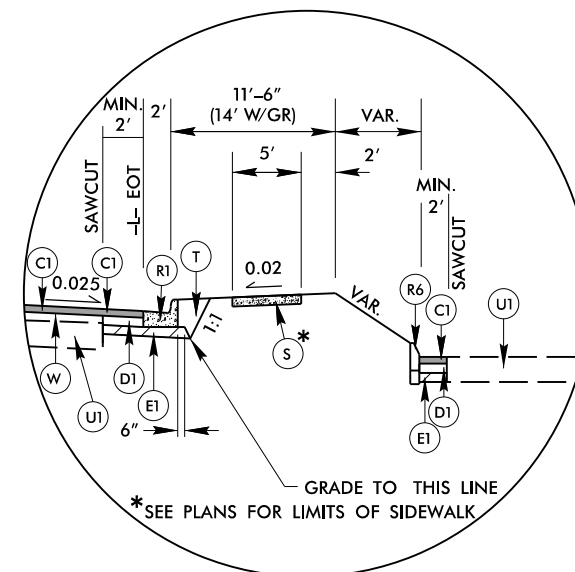 11'–6"
(14' W/GR)
MIN.
2'
2'
VAR.
5'
2'
MIN.
2'
SAWCUT
-L- EOT
SAWCUT
C1
C1
0.025
R1
T
0.02
1:1
VAR.
R6
C1
U1
S
*
W
D1
U1
E1
6"
D1
E1
GRADE TO THIS LINE
*SEE PLANS FOR LIMITS OF SIDEWALK